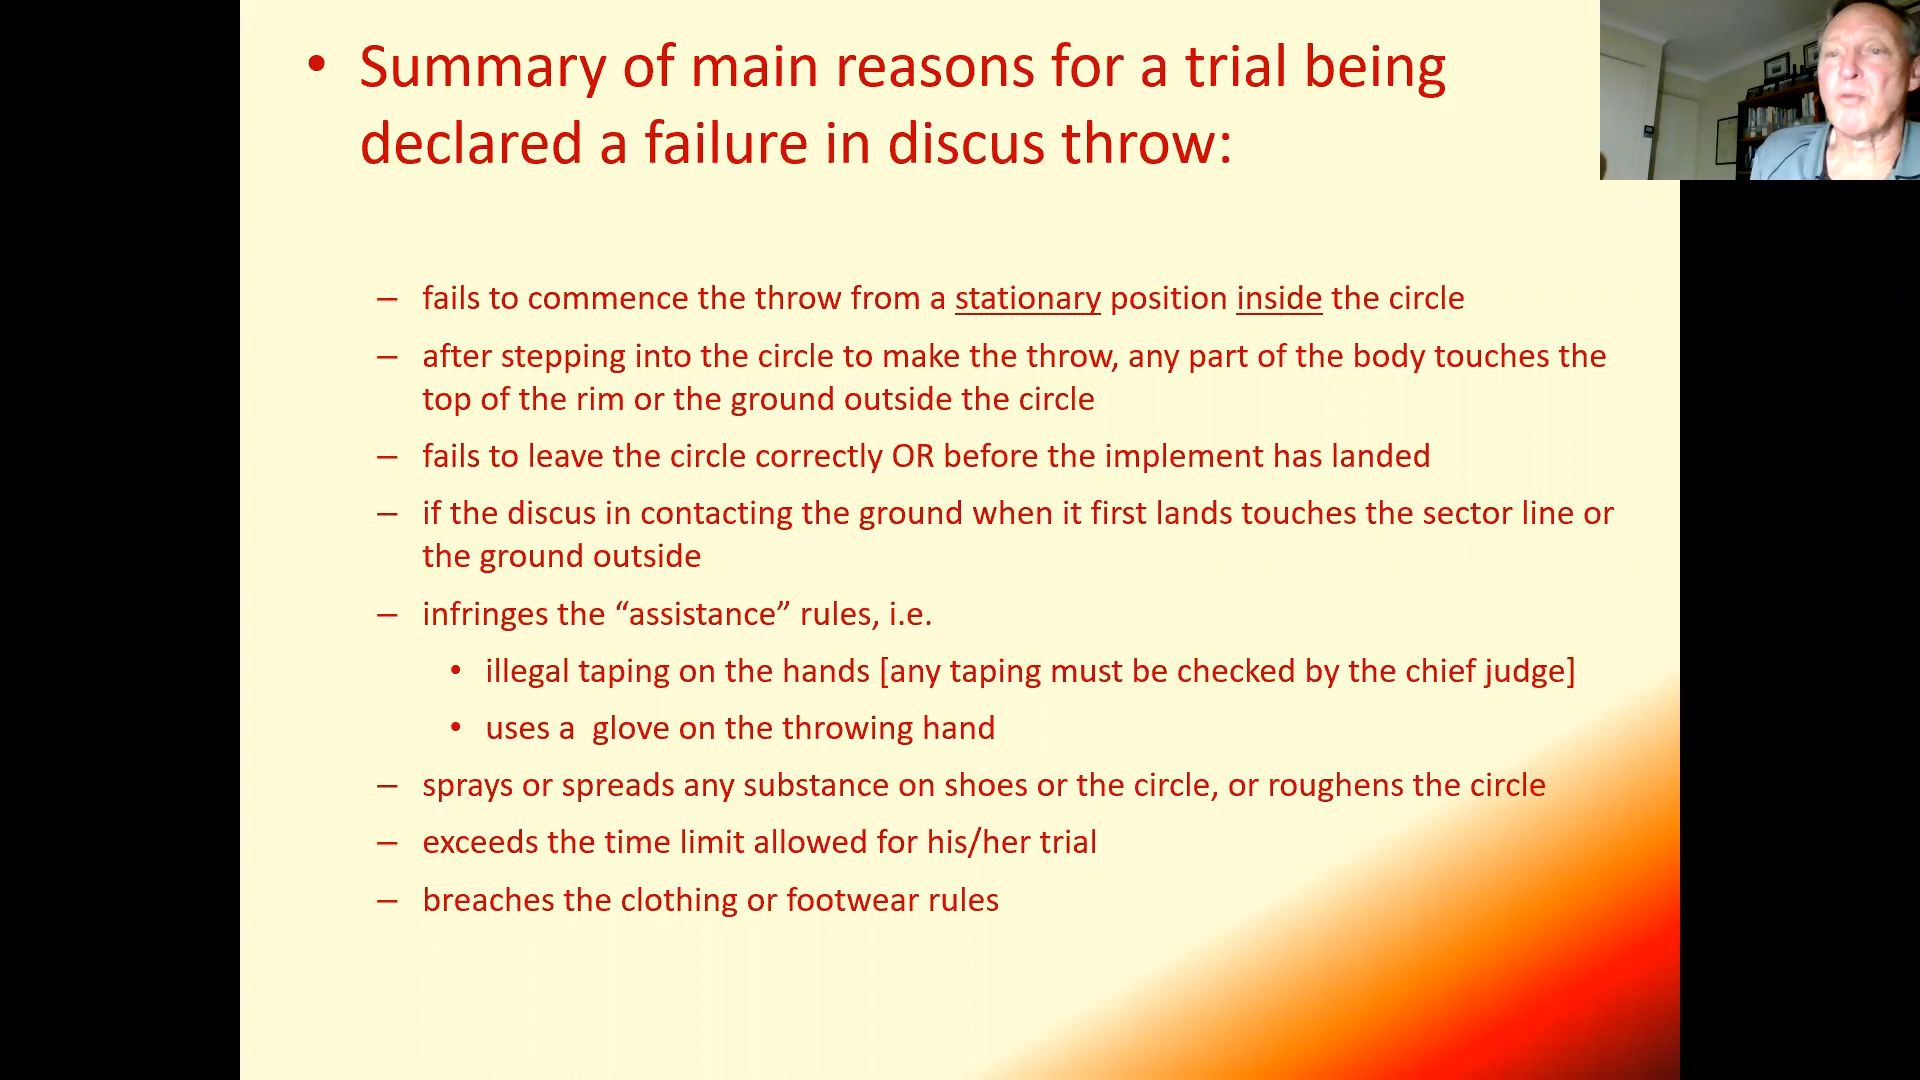 • Summary of main reasons for a trial being
declared a failure in discus throw:
– fails to commence the throw from a stationary position inside the circle
– after stepping into the circle to make the throw, any part of the body touches the
top of the rim or the ground outside the circle
– fails to leave the circle correctly OR before the implement has landed
– if the discus in contacting the ground when it first lands touches the sector line or
the ground outside
– infringes the “assistance” rules, i.e.
• illegal taping on the hands [any taping must be checked by the chief judge]
• uses a  glove on the throwing hand
– sprays or spreads any substance on shoes or the circle, or roughens the circle
– exceeds the time limit allowed for his/her trial
– breaches the clothing or footwear rules